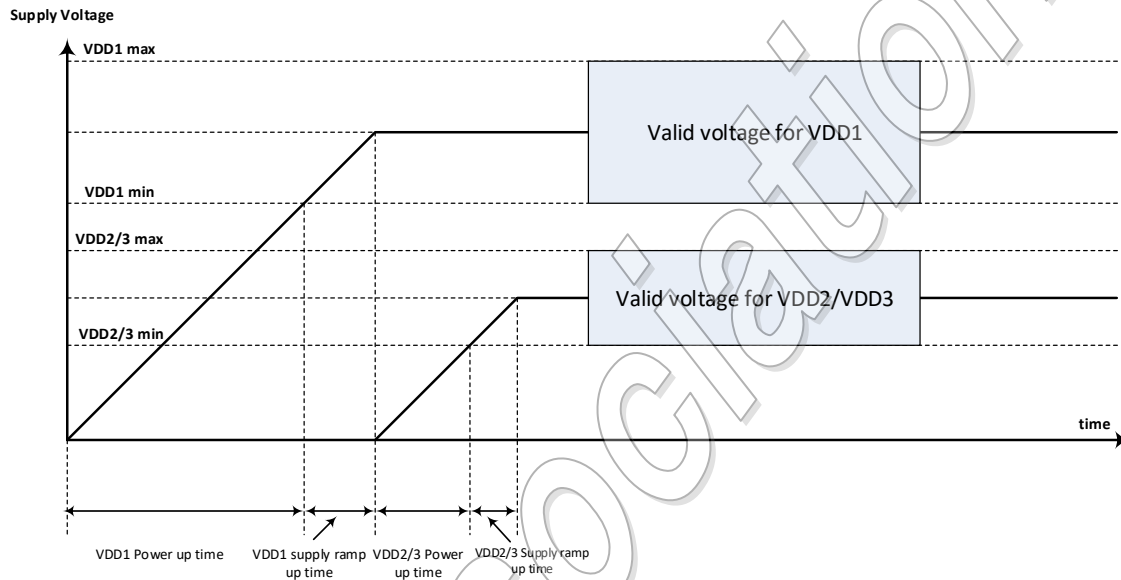 Supply Voltage
VDD1 max
Valid voltage for VDD1
VDD1 min
VDD2/3 max
Valid voltage for VDD2/VDD3
VDD2/3 min
time
VDD1 Power up time
VDD1 supply ramp
up time
VDD2/3 Power
up time
VDD2/3 Supply ramp
up time
ociation